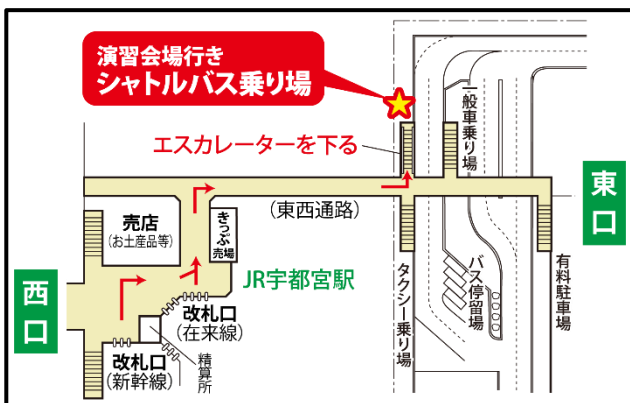 演習会場行き
シャトルバス乗り場
エスカレーターを下る
一般車乗り場
東口
(東西通路)
売店
(お土産品等)
きっぷ
売場
JR宇都宮駅
西口
改札口
(在来線)
改札口
(新幹線)
精算所
タクシー乗り場
バス停留場
有料駐車場